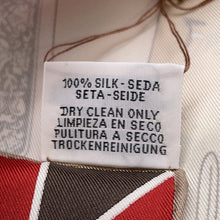 100% SILK-SEDA
SETA-SEIDE
DRY CLEAN ONLY
LIMPIEZA EN SECO
PULITURA A SECCO
TROCKENREINIGUNG